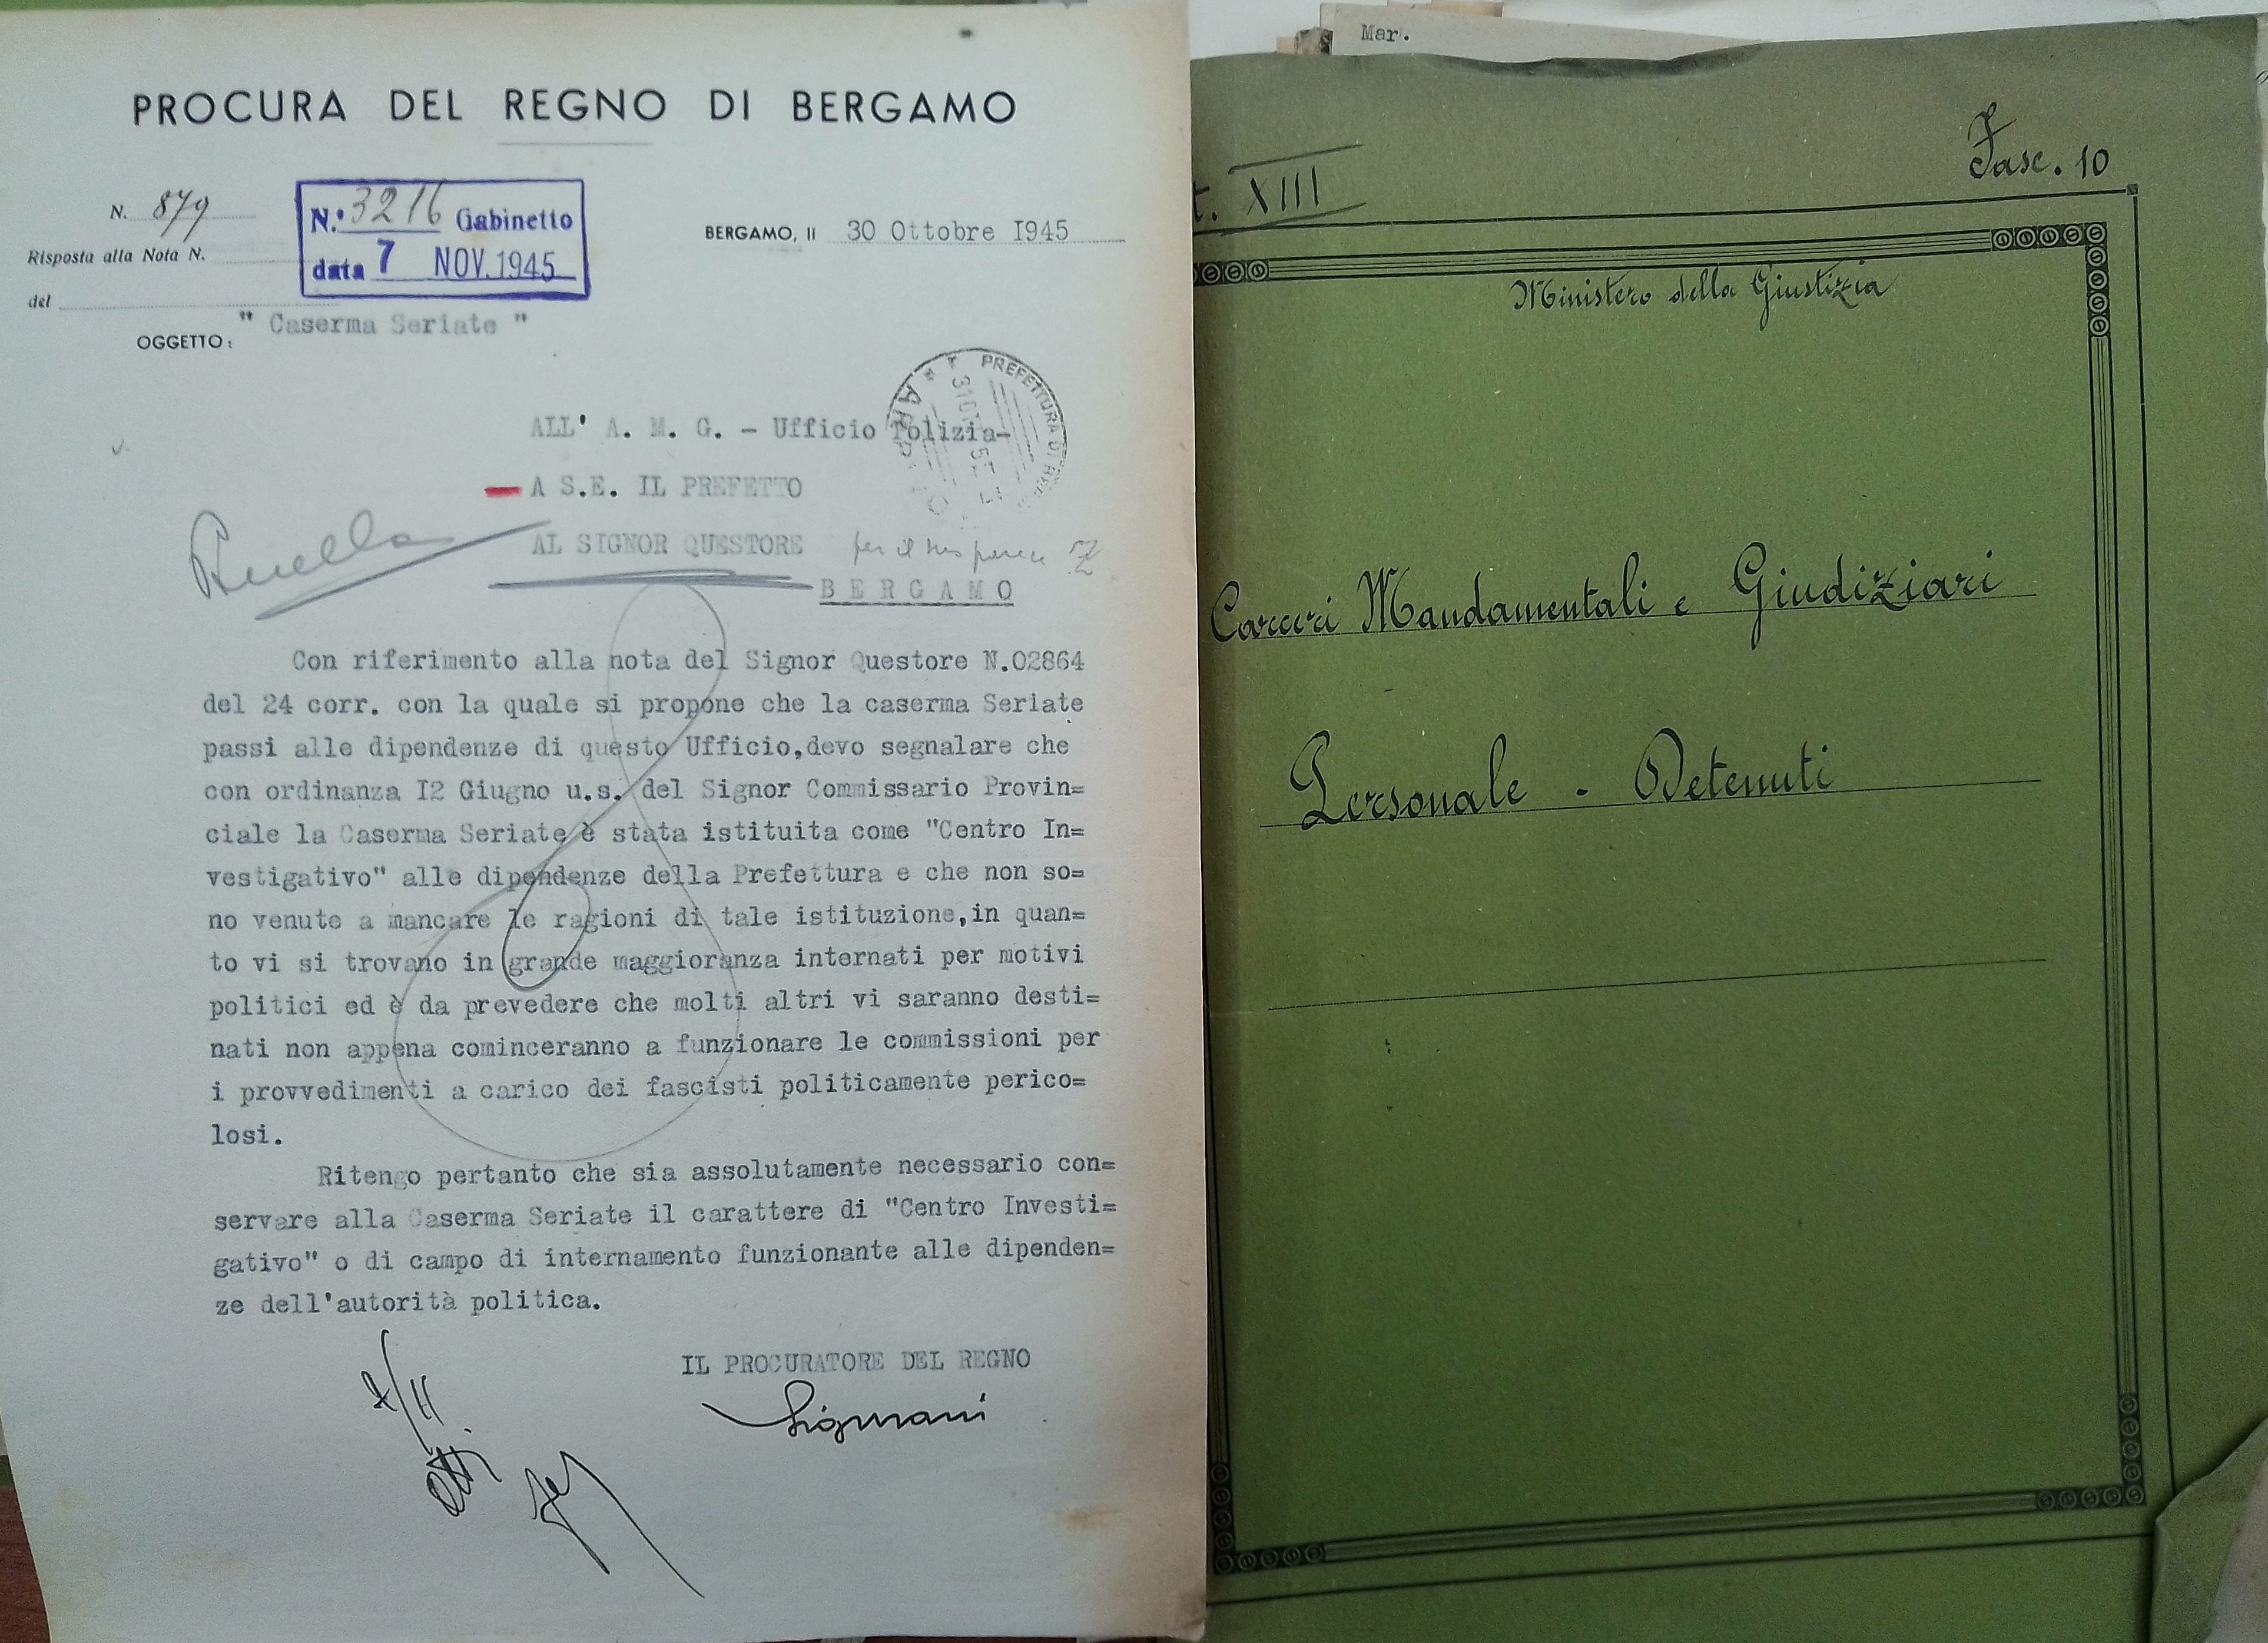 PROCURA DEL REGNO DI BERGAMO
N. 879
N.° 3216 Gabinetto
data 7 NOV. 1945
BERGAMO, li 30 Ottobre I945
Risposta alla Nota N.
del
OGGETTO: " Caserma Seriate "
PREFETTURA DI
ALL' A. M. G. - Ufficio Polizia-
A S.E. IL PREFETTO
AL SIGNOR QUESTORE
per il suo parere
BERGAMO
Con riferimento alla nota del Signor Questore N.02864
del 24 corr. con la quale si propone che la caserma Seriate
passi alle dipendenze di questo Ufficio,devo segnalare che
con ordinanza I2 Giugno u.s. del Signor Commissario Provin=
ciale la Caserma Seriate è stata istituita come "Centro In=
vestigativo" alle dipendenze della Prefettura e che non so=
no venute a mancare le ragioni di tale istituzione,in quan=
to vi si trovano in grande maggioranza internati per motivi
politici ed è da prevedere che molti altri vi saranno desti=
nati non appena cominceranno a funzionare le commissioni per
i provvedimenti a carico dei fascisti politicamente perico=
losi.
Ritengo pertanto che sia assolutamente necessario con=
servare alla Caserma Seriate il carattere di "Centro Investi=
gativo" o di campo di internamento funzionante alle dipenden=
ze dell'autorità politica.
IL PROCURATORE DEL REGNO
7/11
atti
Mar.
t. XIII
Fasc. 10
Ministero della Giustizia
Carceri Mandamentali e Giudiziari
Personale - Detenuti